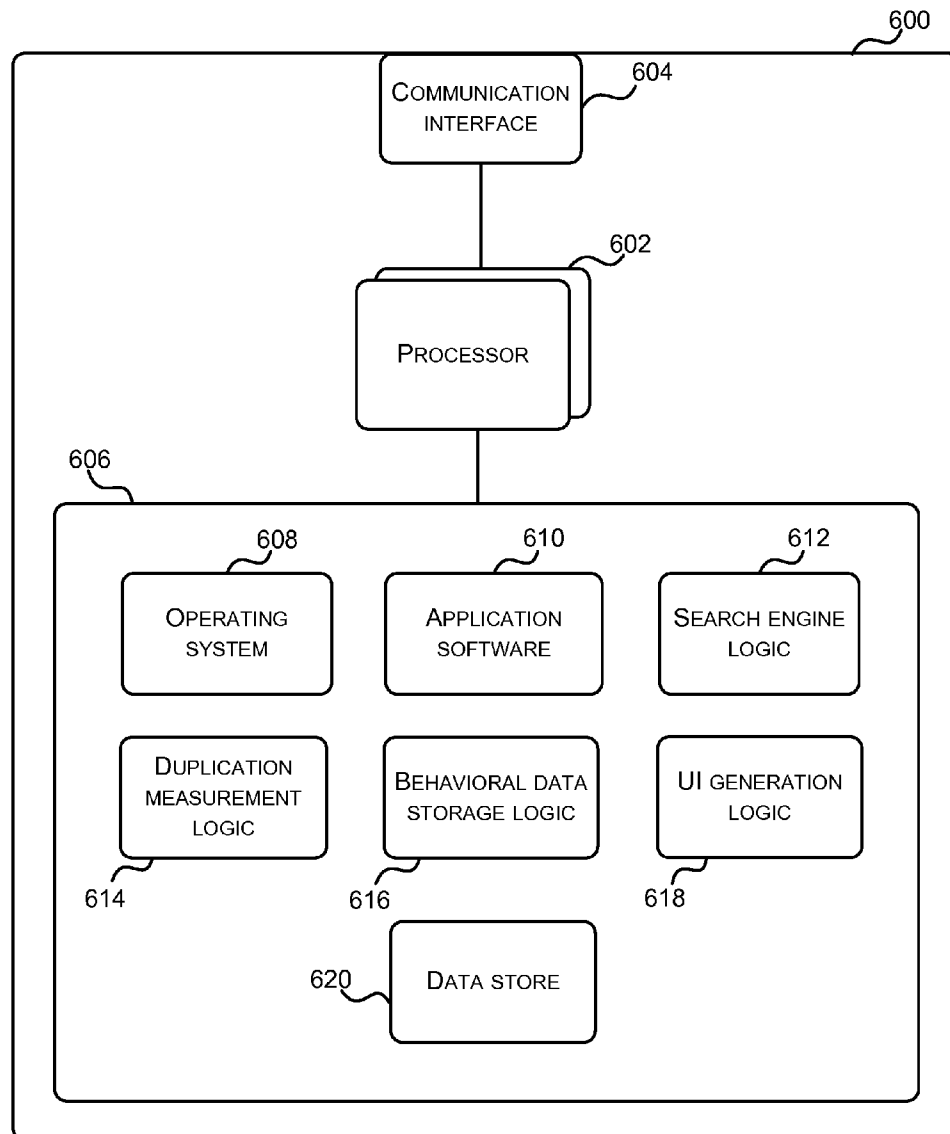 600
COMMUNICATION
INTERFACE
604
602
PROCESSOR
606
608
610
612
OPERATING
SYSTEM
APPLICATION
SOFTWARE
SEARCH ENGINE
LOGIC
DUPLICATION
MEASUREMENT
LOGIC
BEHAVIORAL DATA
STORAGE LOGIC
UI GENERATION
LOGIC
614
616
618
620
DATA STORE